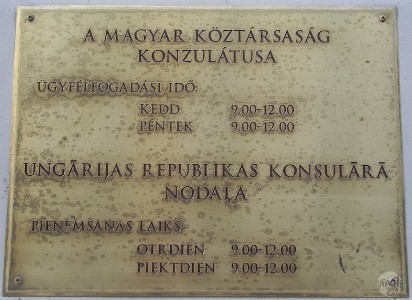 A MAGYAR KÖZTÁRSASÁG
KONZULÁTUSA
ÜGYFÉLFOGADÁSI IDŐ:
KEDD 9.00-12.00
PÉNTEK 9.00-12.00
UNGĀRIJAS REPUBLIKAS KONSULĀRĀ
NODAĻA
PIEŅEMŠANAS LAIKS:
OTRDIEN 9.00-12.00
PIEKTDIEN 9.00-12.00